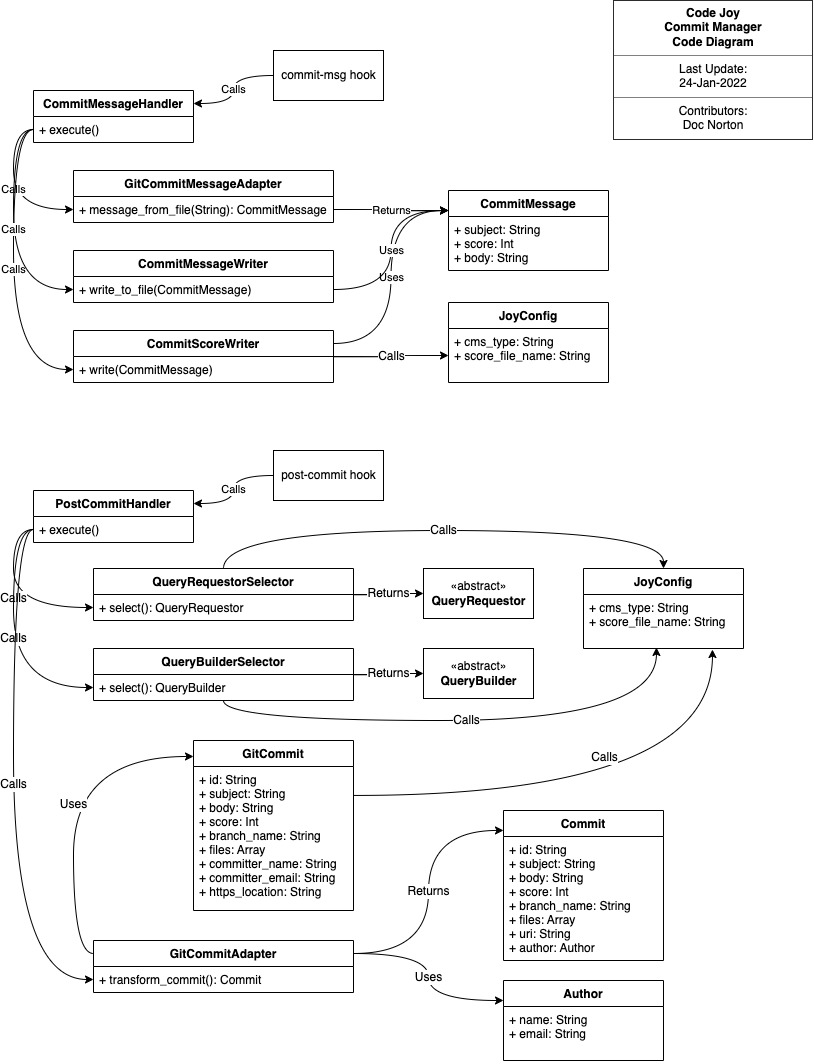 Code Joy
Commit Manager
Code Diagram
Last Update:
24-Jan-2022
Contributors:
Doc Norton
commit-msg hook
Calls
CommitMessageHandler
+ execute()
Calls
GitCommitMessageAdapter
+ message_from_file(String): CommitMessage
Returns
CommitMessage
+ subject: String
+ score: Int
+ body: String
Calls
CommitMessageWriter
+ write_to_file(CommitMessage)
Uses
Calls
Uses
CommitScoreWriter
+ write(CommitMessage)
Calls
JoyConfig
+ cms_type: String
+ score_file_name: String
post-commit hook
Calls
PostCommitHandler
+ execute()
Calls
Calls
QueryRequestorSelector
+ select(): QueryRequestor
Returns
«abstract»
QueryRequestor
JoyConfig
+ cms_type: String
+ score_file_name: String
Calls
QueryBuilderSelector
+ select(): QueryBuilder
Returns
«abstract»
QueryBuilder
Calls
Calls
Calls
Uses
GitCommit
+ id: String
+ subject: String
+ body: String
+ score: Int
+ branch_name: String
+ files: Array
+ committer_name: String
+ committer_email: String
+ https_location: String
Returns
Commit
+ id: String
+ subject: String
+ body: String
+ score: Int
+ branch_name: String
+ files: Array
+ uri: String
+ author: Author
GitCommitAdapter
+ transform_commit(): Commit
Uses
Author
+ name: String
+ email: String